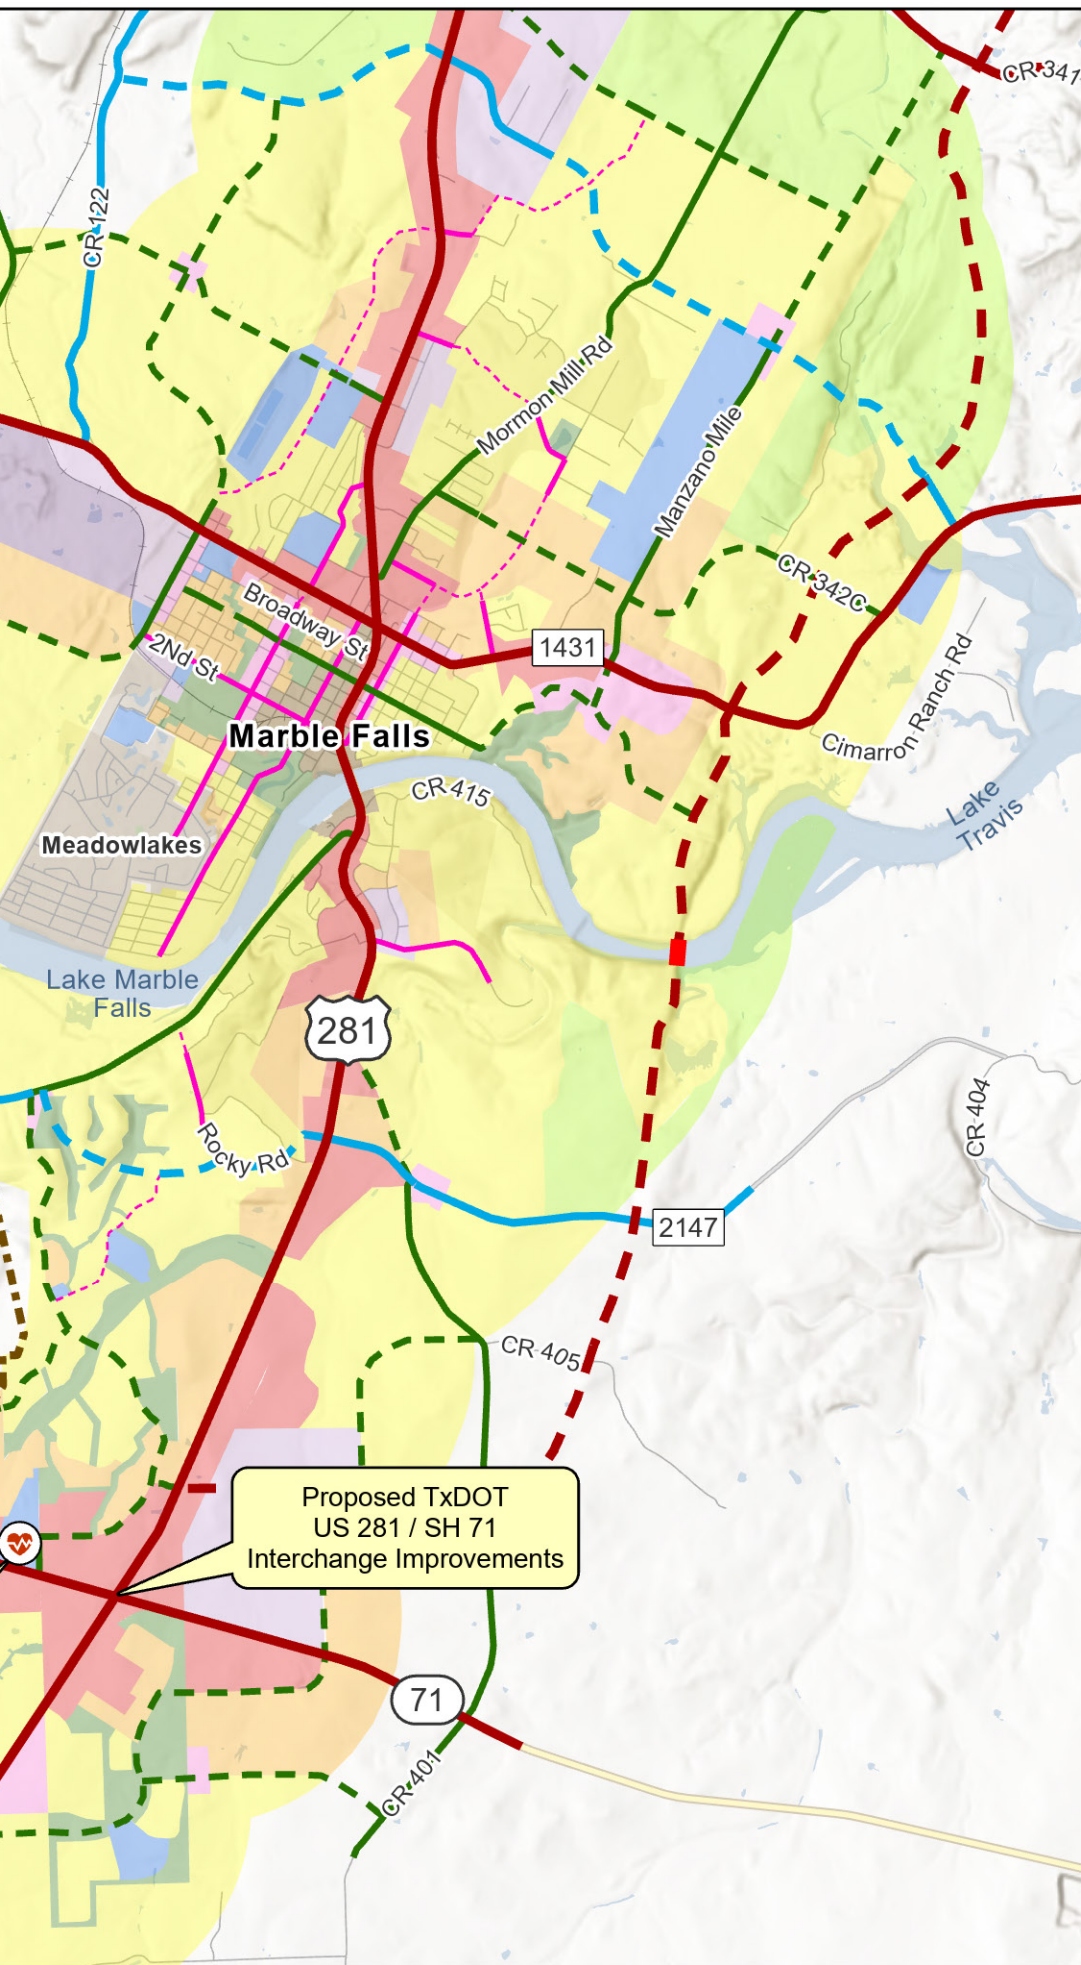 CR 341
CR 122
Mormon Mill Rd
Manzano Mile
CR 342C
Broadway St
2Nd St
1431
Cimarron Ranch Rd
Marble Falls
CR 415
Lake
Travis
Meadowlakes
Lake Marble
Falls
281
CR 404
Rocky Rd
2147
CR 405
Proposed TxDOT
US 281 / SH 71
Interchange Improvements
71
CR 401